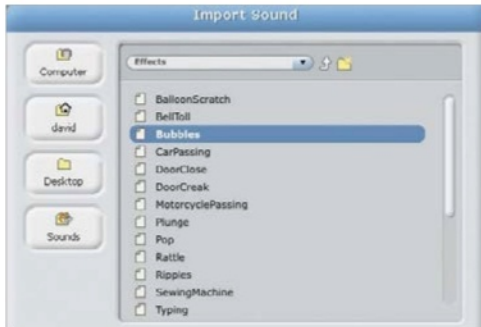 Import Sound
Computer
david
Desktop
Sounds
Effects
BalloonScratch
BellToll
Bubbles
CarPassing
DoorClose
DoorCreak
MotorcyclePassing
Plunge
Pop
Rattle
Ripples
SewingMachine
Typing